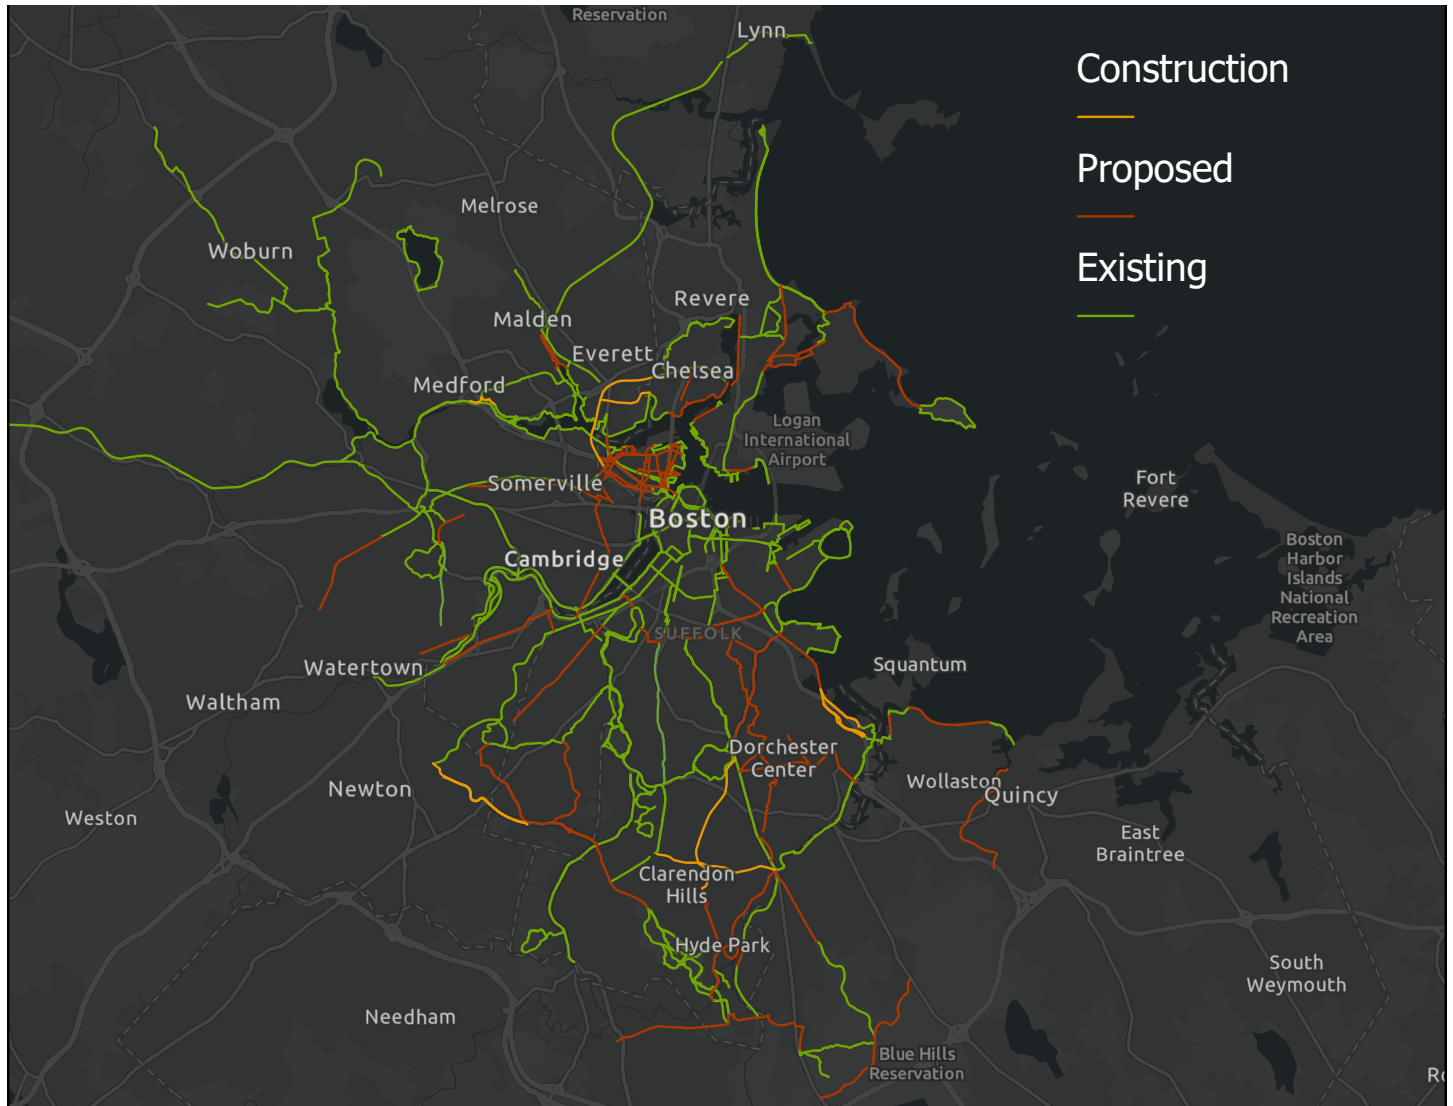 Reservation
Lynn
Construction
Proposed
Melrose
Woburn
Existing
Revere
Malden
Everett
Chelsea
Medford
Logan
International
Airport
Somerville
Fort
Revere
Boston
Cambridge
Boston
Harbor
Islands
National
Recreation
Area
SUFFOLK
Squantum
Watertown
Waltham
Dorchester
Center
Newton
Wollaston
Quincy
Weston
East
Braintree
Clarendon
Hills
Hyde Park
South
Weymouth
Needham
Blue Hills
Reservation